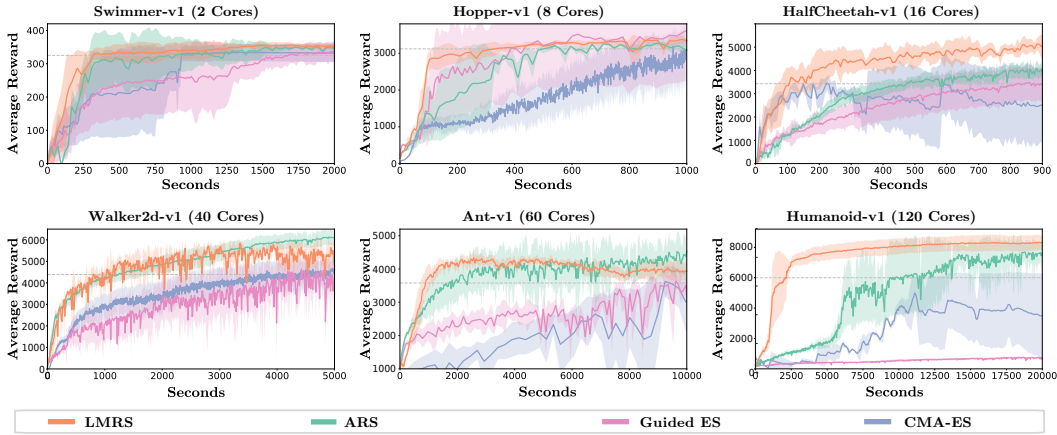 Swimmer-v1 (2 Cores)
Average Reward
400
300
200
100
0
0 250 500 750 1000 1250 1500 1750 2000
Seconds
Hopper-v1 (8 Cores)
Average Reward
3000
2000
1000
0
0 200 400 600 800 1000
Seconds
HalfCheetah-v1 (16 Cores)
Average Reward
5000
4000
3000
2000
1000
0
0 100 200 300 400 500 600 700 800 900
Seconds
Walker2d-v1 (40 Cores)
Average Reward
6000
5000
4000
3000
2000
1000
0
0 1000 2000 3000 4000 5000
Seconds
Ant-v1 (60 Cores)
Average Reward
5000
4000
3000
2000
1000
0 2000 4000 6000 8000 10000
Seconds
Humanoid-v1 (120 Cores)
Average Reward
8000
6000
4000
2000
0
0 2500 5000 7500 10000 12500 15000 17500 20000
Seconds
LMRS ARS Guided ES CMA-ES